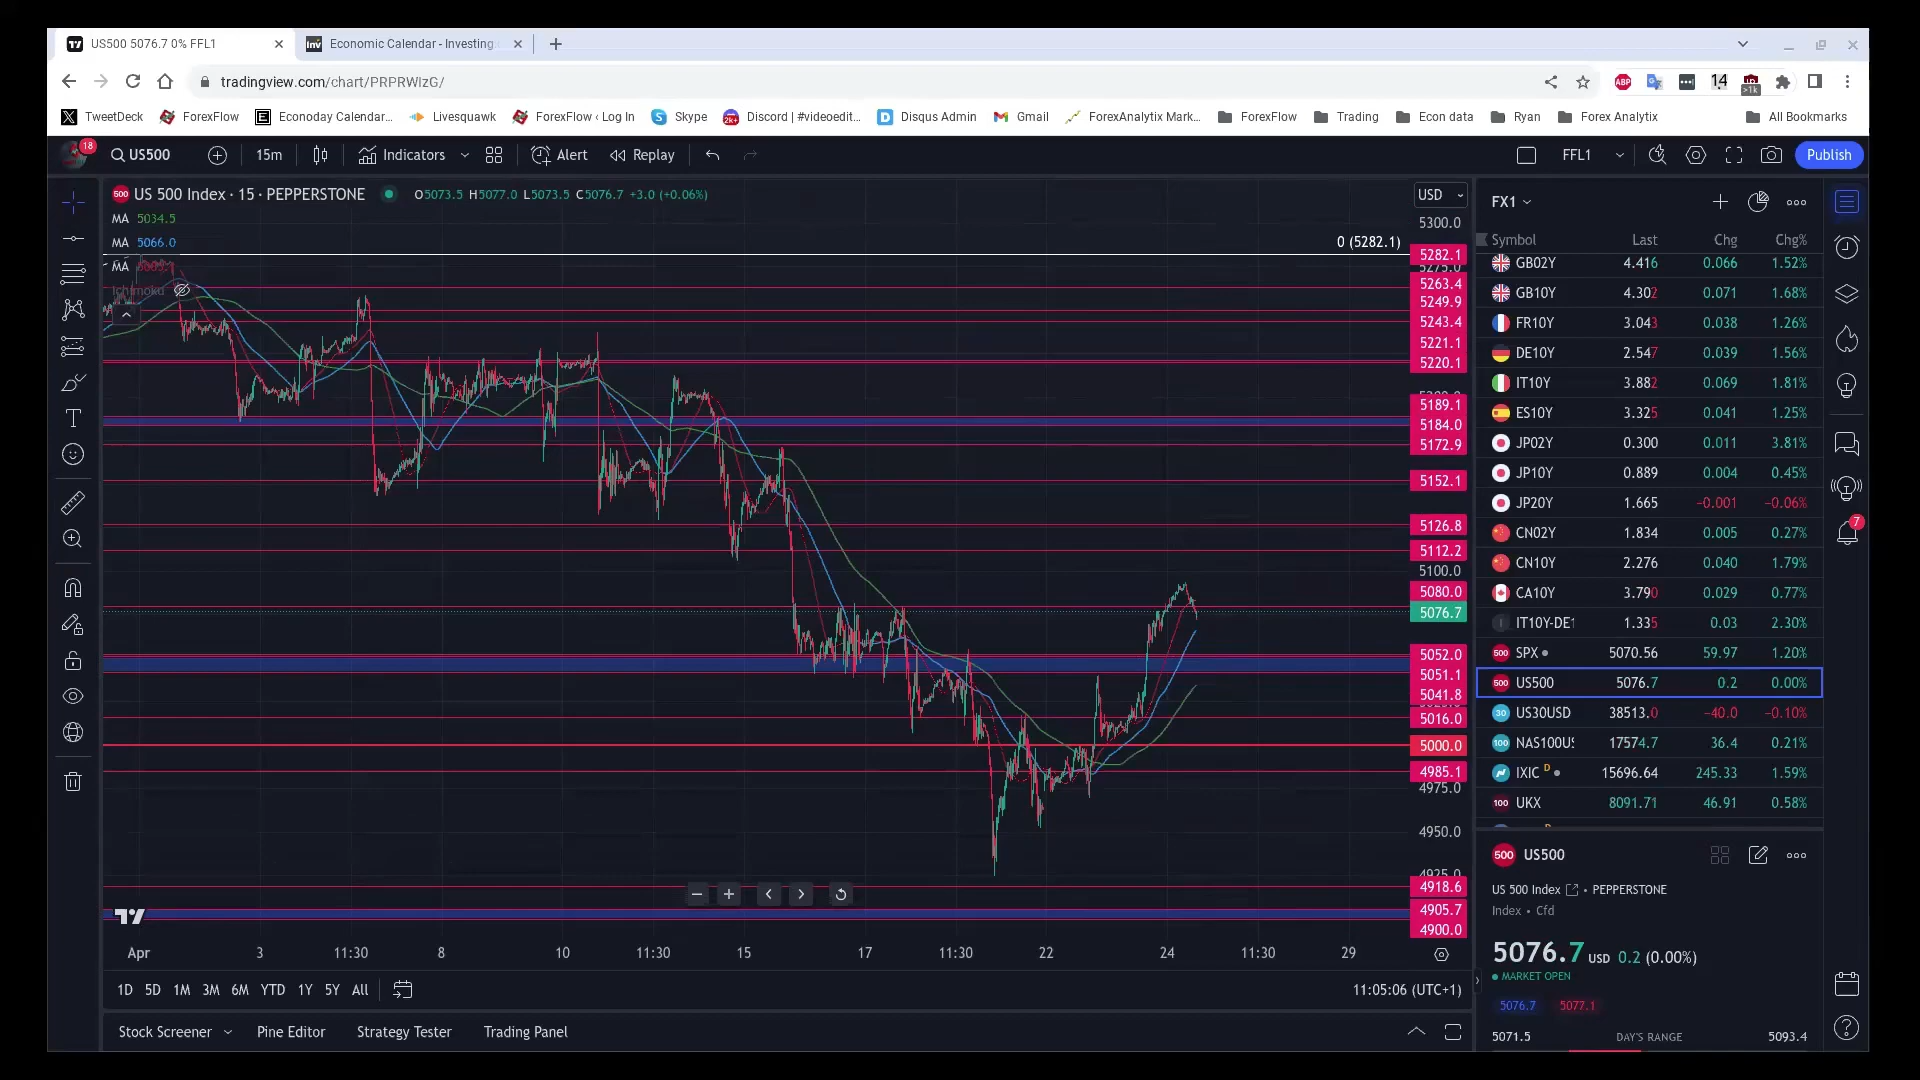 US500 5076.7 0% FFL1
Economic Calendar - Investing
tradingview.com/chart/PRPRWIzG/
TweetDeck ForexFlow Econoday Calendar... Livesquawk ForexFlow ‹ Log In Skype Discord | #videoedit... Disqus Admin Gmail ForexAnalytix Mark... ForexFlow Trading Econ data Ryan Forex Analytix All Bookmarks
18 US500 15m Indicators Alert Replay FFL1 Publish
US 500 Index · 15 · PEPPERSTONE O5073.5 H5077.0 L5073.5 C5076.7 +3.0 (+0.06%)
MA 5034.5
MA 5066.0
MA
Ichimoku
USD
5300.0
0 (5282.1)
5282.1
5275.0
5263.4
5249.9
5243.4
5221.1
5220.1
5189.1
5184.0
5172.9
5152.1
5126.8
5112.2
5100.0
5080.0
5076.7
5052.0
5051.1
5041.8
5016.0
5000.0
4985.1
4975.0
4950.0
4925.0
4918.6
4905.7
4900.0
Apr 3 11:30 8 10 11:30 15 17 11:30 22 24 11:30 29
1D 5D 1M 3M 6M YTD 1Y 5Y All
11:05:06 (UTC+1)
Stock Screener Pine Editor Strategy Tester Trading Panel
FX1
Symbol Last Chg Chg%
GB02Y 4.416 0.066 1.52%
GB10Y 4.302 0.071 1.68%
FR10Y 3.043 0.038 1.26%
DE10Y 2.547 0.039 1.56%
IT10Y 3.882 0.069 1.81%
ES10Y 3.325 0.041 1.25%
JP02Y 0.300 0.011 3.81%
JP10Y 0.889 0.004 0.45%
JP20Y 1.665 −0.001 −0.06%
CN02Y 1.834 0.005 0.27%
CN10Y 2.276 0.040 1.79%
CA10Y 3.790 0.029 0.77%
IT10Y-DE1 1.335 0.03 2.30%
SPX 5070.56 59.97 1.20%
US500 5076.7 0.2 0.00%
US30USD 38513.0 −40.0 −0.10%
NAS100US 17574.7 36.4 0.21%
IXIC D 15696.64 245.33 1.59%
UKX 8091.71 46.91 0.58%
500 US500
US 500 Index • PEPPERSTONE
Index • Cfd
5076.7 USD 0.2 (0.00%)
MARKET OPEN
5076.7 5077.1
5071.5 DAY'S RANGE 5093.4
7